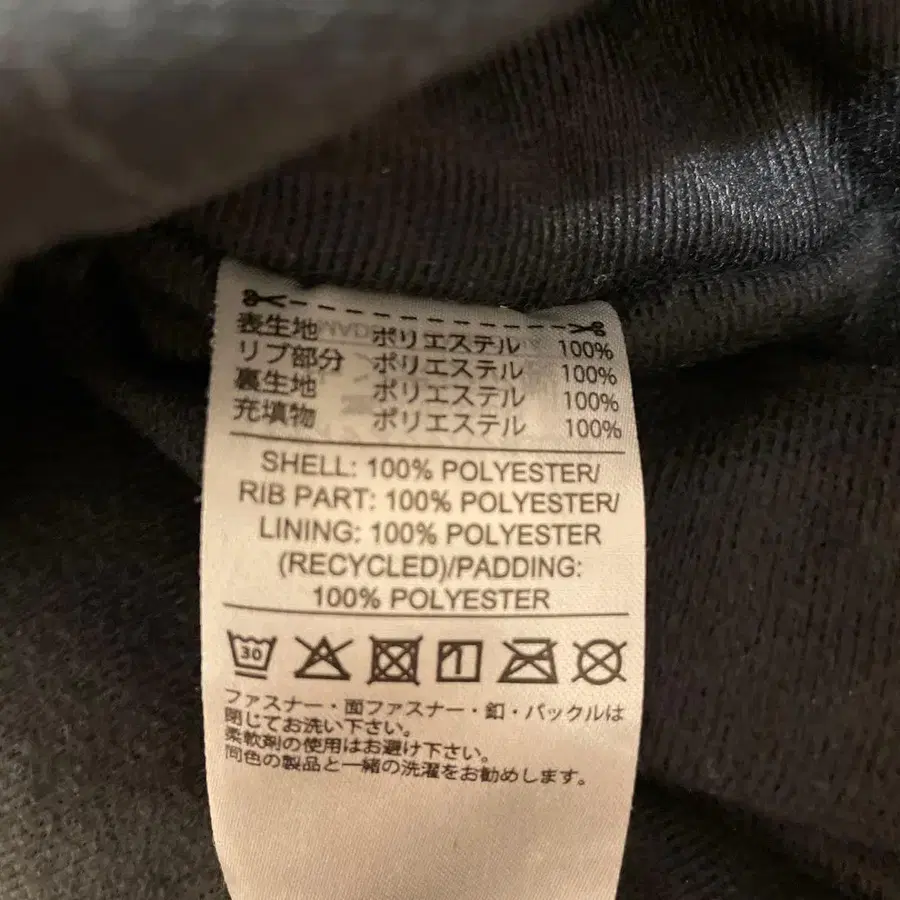 表生地 ポリエステル 100%
リブ部分 ポリエステル 100%
裏生地 ポリエステル 100%
充填物 ポリエステル 100%
SHELL: 100% POLYESTER/
RIB PART: 100% POLYESTER/
LINING: 100% POLYESTER
(RECYCLED)/PADDING:
100% POLYESTER
30
ファスナー・面ファスナー・釦・バックルは
閉じてお洗い下さい。
柔軟剤の使用はお避け下さい。
同色の製品と一緒の洗濯をお勧めします。